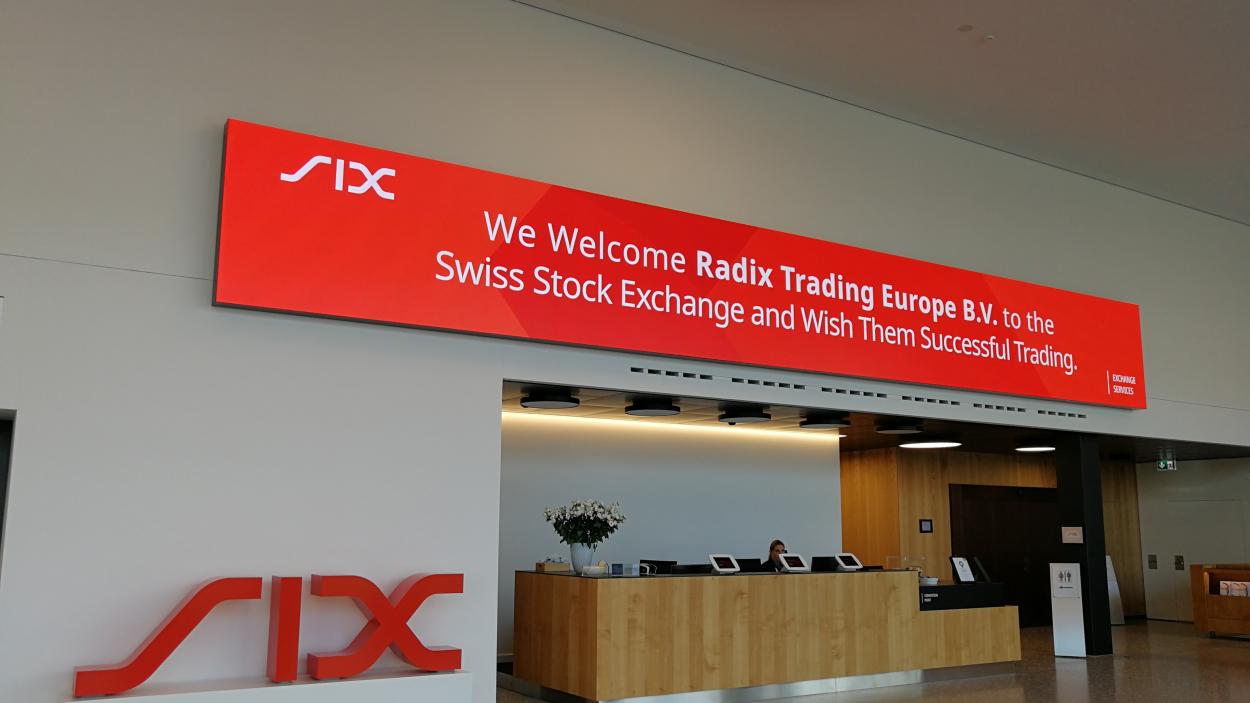 SIX
We Welcome Radix Trading Europe B.V. to the
Swiss Stock Exchange and Wish Them Successful Trading.
EXCHANGE
SERVICES
SIX